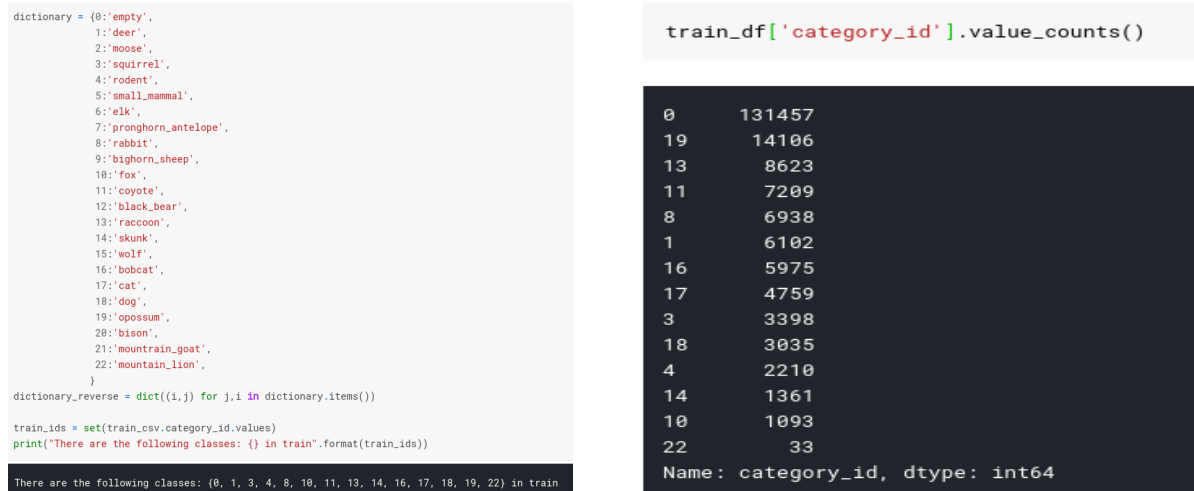 dictionary = {0:'empty',
1:'deer',
2:'moose',
3:'squirrel',
4:'rodent',
5:'small_mammal',
6:'elk',
7:'pronghorn_antelope',
8:'rabbit',
9:'bighorn_sheep',
10:'fox',
11:'coyote',
12:'black_bear',
13:'raccoon',
14:'skunk',
15:'wolf',
16:'bobcat',
17:'cat',
18:'dog',
19:'opossum',
20:'bison',
21:'mountrain_goat',
22:'mountain_lion',
}
dictionary_reverse = dict((i,j) for j,i in dictionary.items())
train_ids = set(train_csv.category_id.values)
print("There are the following classes: {} in train".format(train_ids))
There are the following classes: {0, 1, 3, 4, 8, 10, 11, 13, 14, 16, 17, 18, 19, 22} in train
train_df['category_id'].value_counts()
0 131457
19 14106
13 8623
11 7209
8 6938
1 6102
16 5975
17 4759
3 3398
18 3035
4 2210
14 1361
10 1093
22 33
Name: category_id, dtype: int64